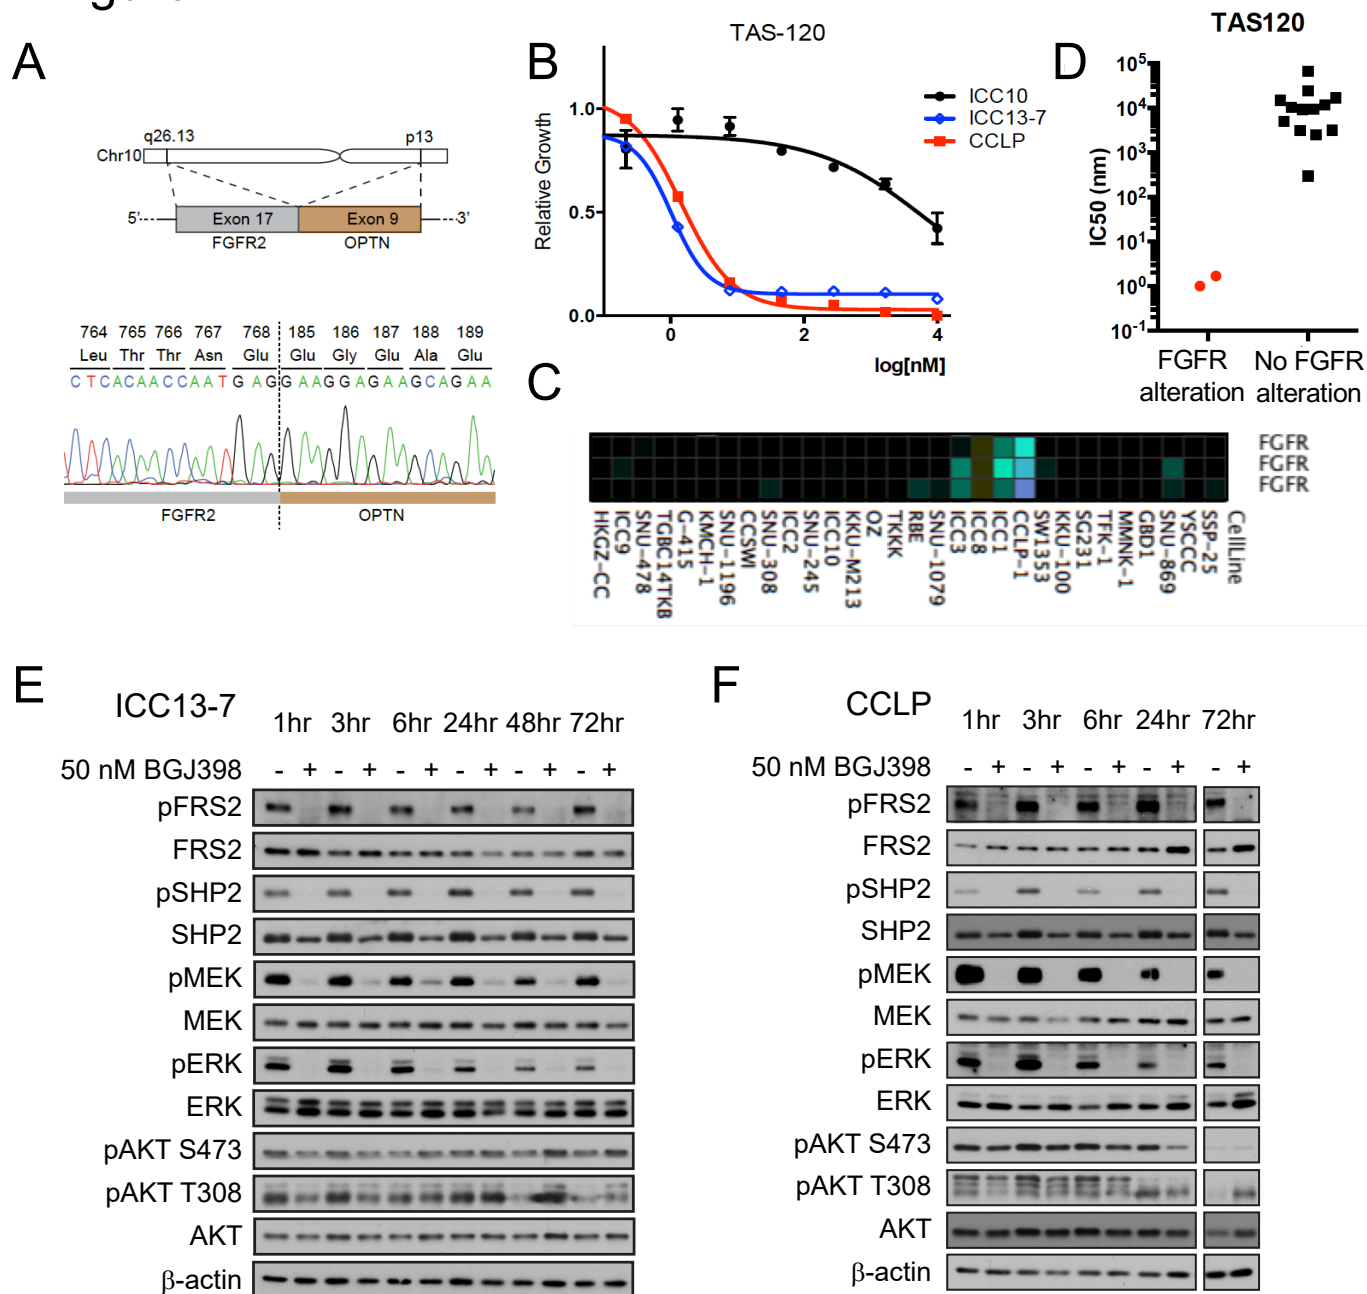 A
q26.13
p13
Chr10
5'
Exon 17
Exon 9
3'
FGFR2
OPTN
764 765 766 767 768 185 186 187 188 189
Leu Thr Thr Asn Glu Glu Gly Glu Ala Glu
C T C A C A A C C A A T G A G G A A G G A G A A G C A G A A
FGFR2
OPTN
B
TAS-120
Relative Growth
1.0
0.5
0.0
0
2
4
log[nM]
ICC10
ICC13-7
CCLP
C
FGFR
FGFR
FGFR
HKGZ-CC
ICC9
SNU-478
TGBC14TKB
G-415
KMCH-1
SNU-1196
CCSWI
SNU-308
ICC2
SNU-245
ICC10
KKU-M213
OZ
TKKK
RBE
SNU-1079
ICC3
ICC8
ICC1
CCLP-1
SW1353
KKU-100
SG231
TFK-1
MMNK-1
GBD1
SNU-869
YSCCC
SSP-25
CellLine
D
TAS120
IC50 (nm)
10^5
10^4
10^3
10^2
10^1
10^0
10^-1
FGFR
alteration
No FGFR
alteration
E
ICC13-7
1hr 3hr 6hr 24hr 48hr 72hr
50 nM BGJ398 - + - + - + - + - + - +
pFRS2
FRS2
pSHP2
SHP2
pMEK
MEK
pERK
ERK
pAKT S473
pAKT T308
AKT
β-actin
F
CCLP
1hr 3hr 6hr 24hr 72hr
50 nM BGJ398 - + - + - + - + - +
pFRS2
FRS2
pSHP2
SHP2
pMEK
MEK
pERK
ERK
pAKT S473
pAKT T308
AKT
β-actin